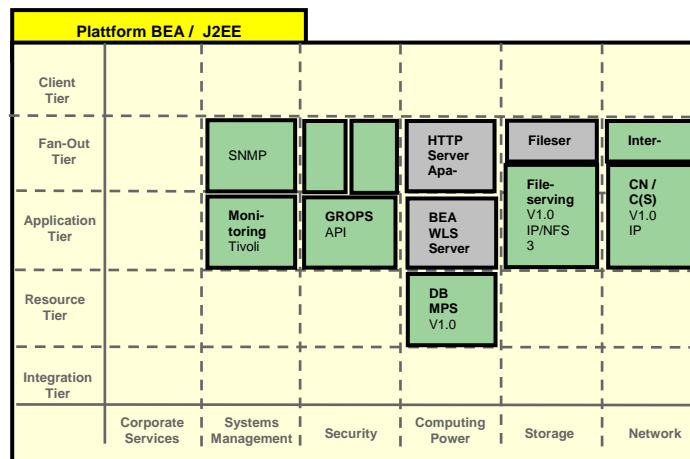 Plattform BEA / J2EE
Client
Tier
Fan-Out
Tier
SNMP
HTTP
Server
Apa-
Fileser
Inter-
Application
Tier
Moni-
toring
Tivoli
GROPS
API
BEA
WLS
Server
File-
serving
V1.0
IP/NFS
3
CN /
C(S)
V1.0
IP
Resource
Tier
DB
MPS
V1.0
Integration
Tier
Corporate
Services
Systems
Management
Security
Computing
Power
Storage
Network